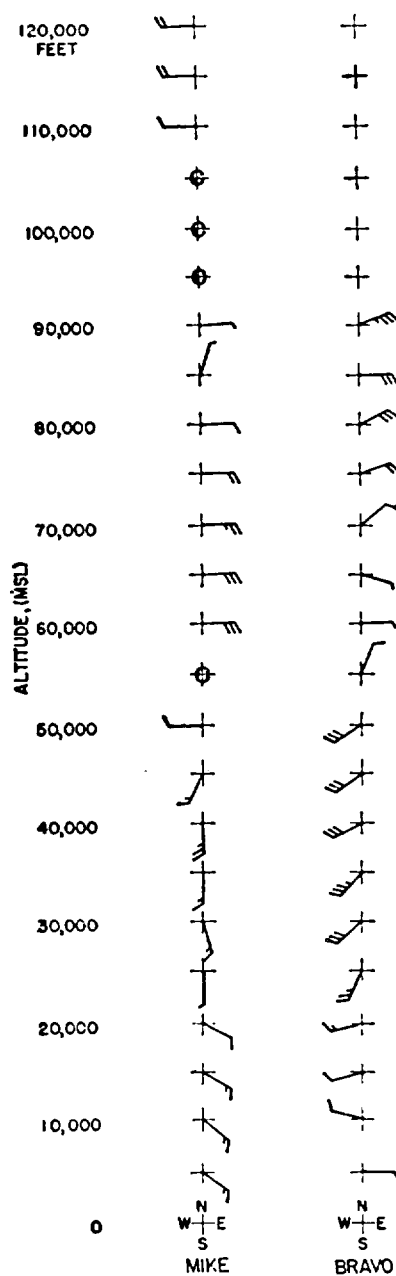 120,000
FEET
110,000
100,000
90,000
80,000
70,000
60,000
ALTITUDE, (MSL)
50,000
40,000
30,000
20,000
10,000
0
N
W E
S
MIKE
N
W E
S
BRAVO